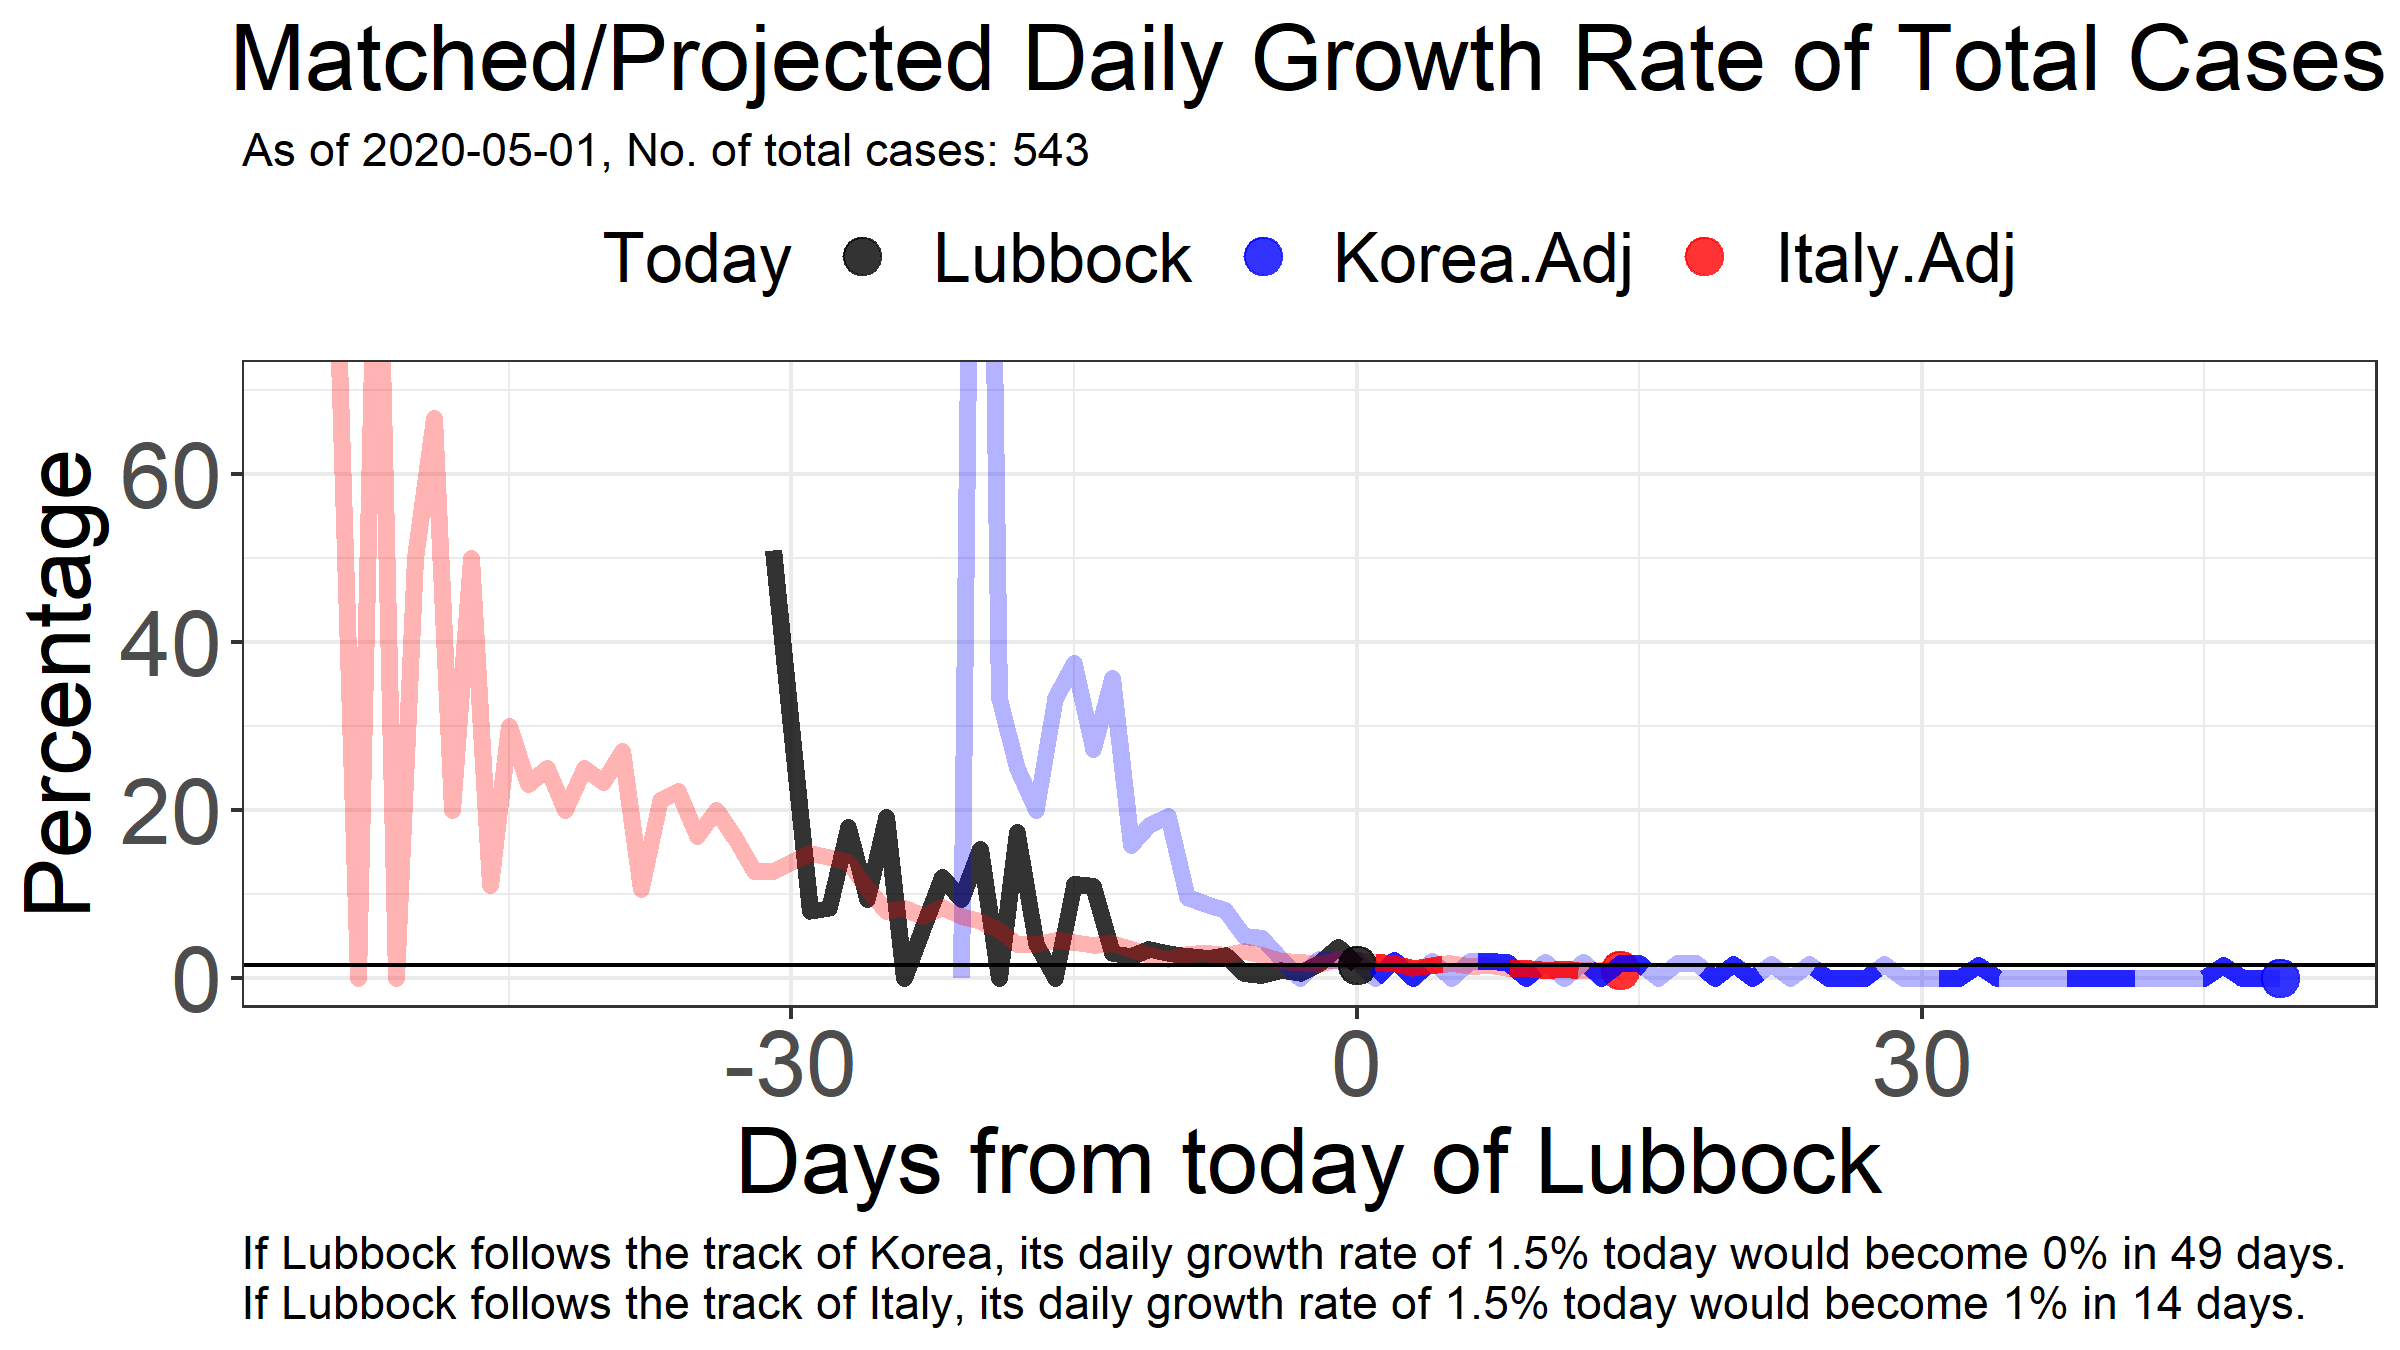 Matched/Projected Daily Growth Rate of Total Cases
As of 2020-05-01, No. of total cases: 543
Today Lubbock Korea.Adj Italy.Adj
Percentage
60
40
20
0
-30 0 30
Days from today of Lubbock
If Lubbock follows the track of Korea, its daily growth rate of 1.5% today would become 0% in 49 days.
If Lubbock follows the track of Italy, its daily growth rate of 1.5% today would become 1% in 14 days.